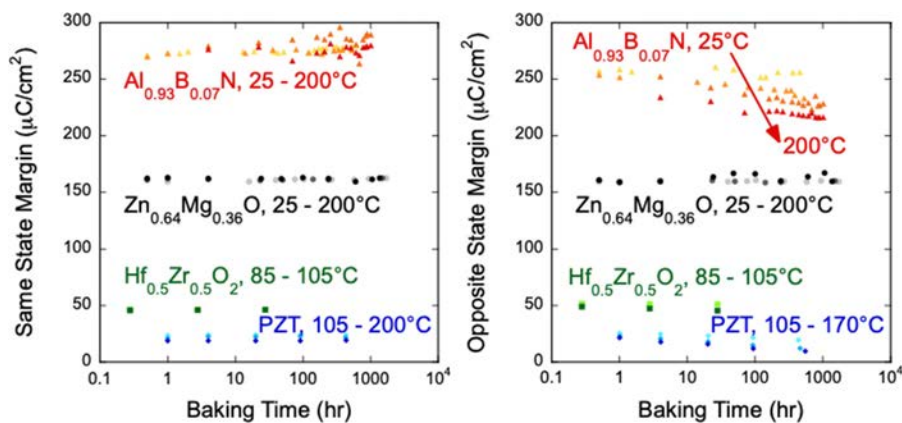 Same State Margin (μC/cm²)
300
250
200
150
100
50
0
Al₀.₉₃B₀.₀₇N, 25 - 200°C
Zn₀.₆₄Mg₀.₃₆O, 25 - 200°C
Hf₀.₅Zr₀.₅O₂, 85 - 105°C
PZT, 105 - 200°C
0.1 1 10 100 1000 10⁴
Baking Time (hr)
Opposite State Margin (μC/cm²)
300
250
200
150
100
50
0
Al₀.₉₃B₀.₀₇N, 25°C
200°C
Zn₀.₆₄Mg₀.₃₆O, 25 - 200°C
Hf₀.₅Zr₀.₅O₂, 85 - 105°C
PZT, 105 - 170°C
0.1 1 10 100 1000 10⁴
Baking Time (hr)